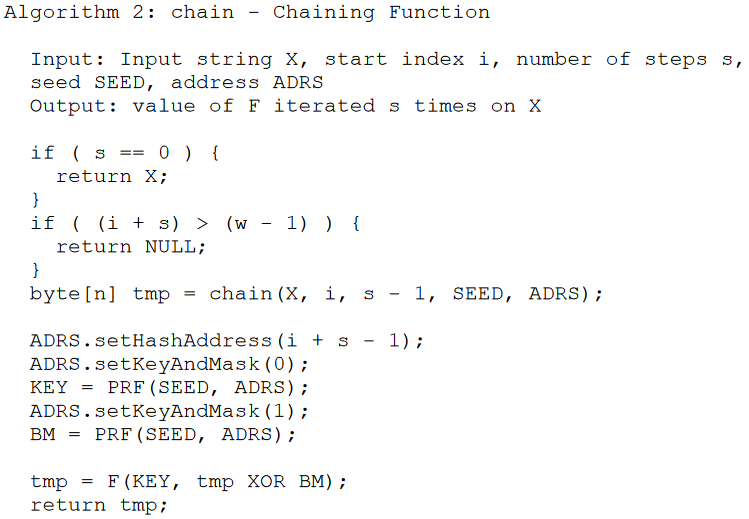 Algorithm 2: chain - Chaining Function
Input: Input string X, start index i, number of steps s,
seed SEED, address ADRS
Output: value of F iterated s times on X
if ( s == 0 ) {
return X;
}
if ( (i + s) > (w - 1) ) {
return NULL;
}
byte[n] tmp = chain(X, i, s - 1, SEED, ADRS);
ADRS.setHashAddress(i + s - 1);
ADRS.setKeyAndMask(0);
KEY = PRF(SEED, ADRS);
ADRS.setKeyAndMask(1);
BM = PRF(SEED, ADRS);
tmp = F(KEY, tmp XOR BM);
return tmp;